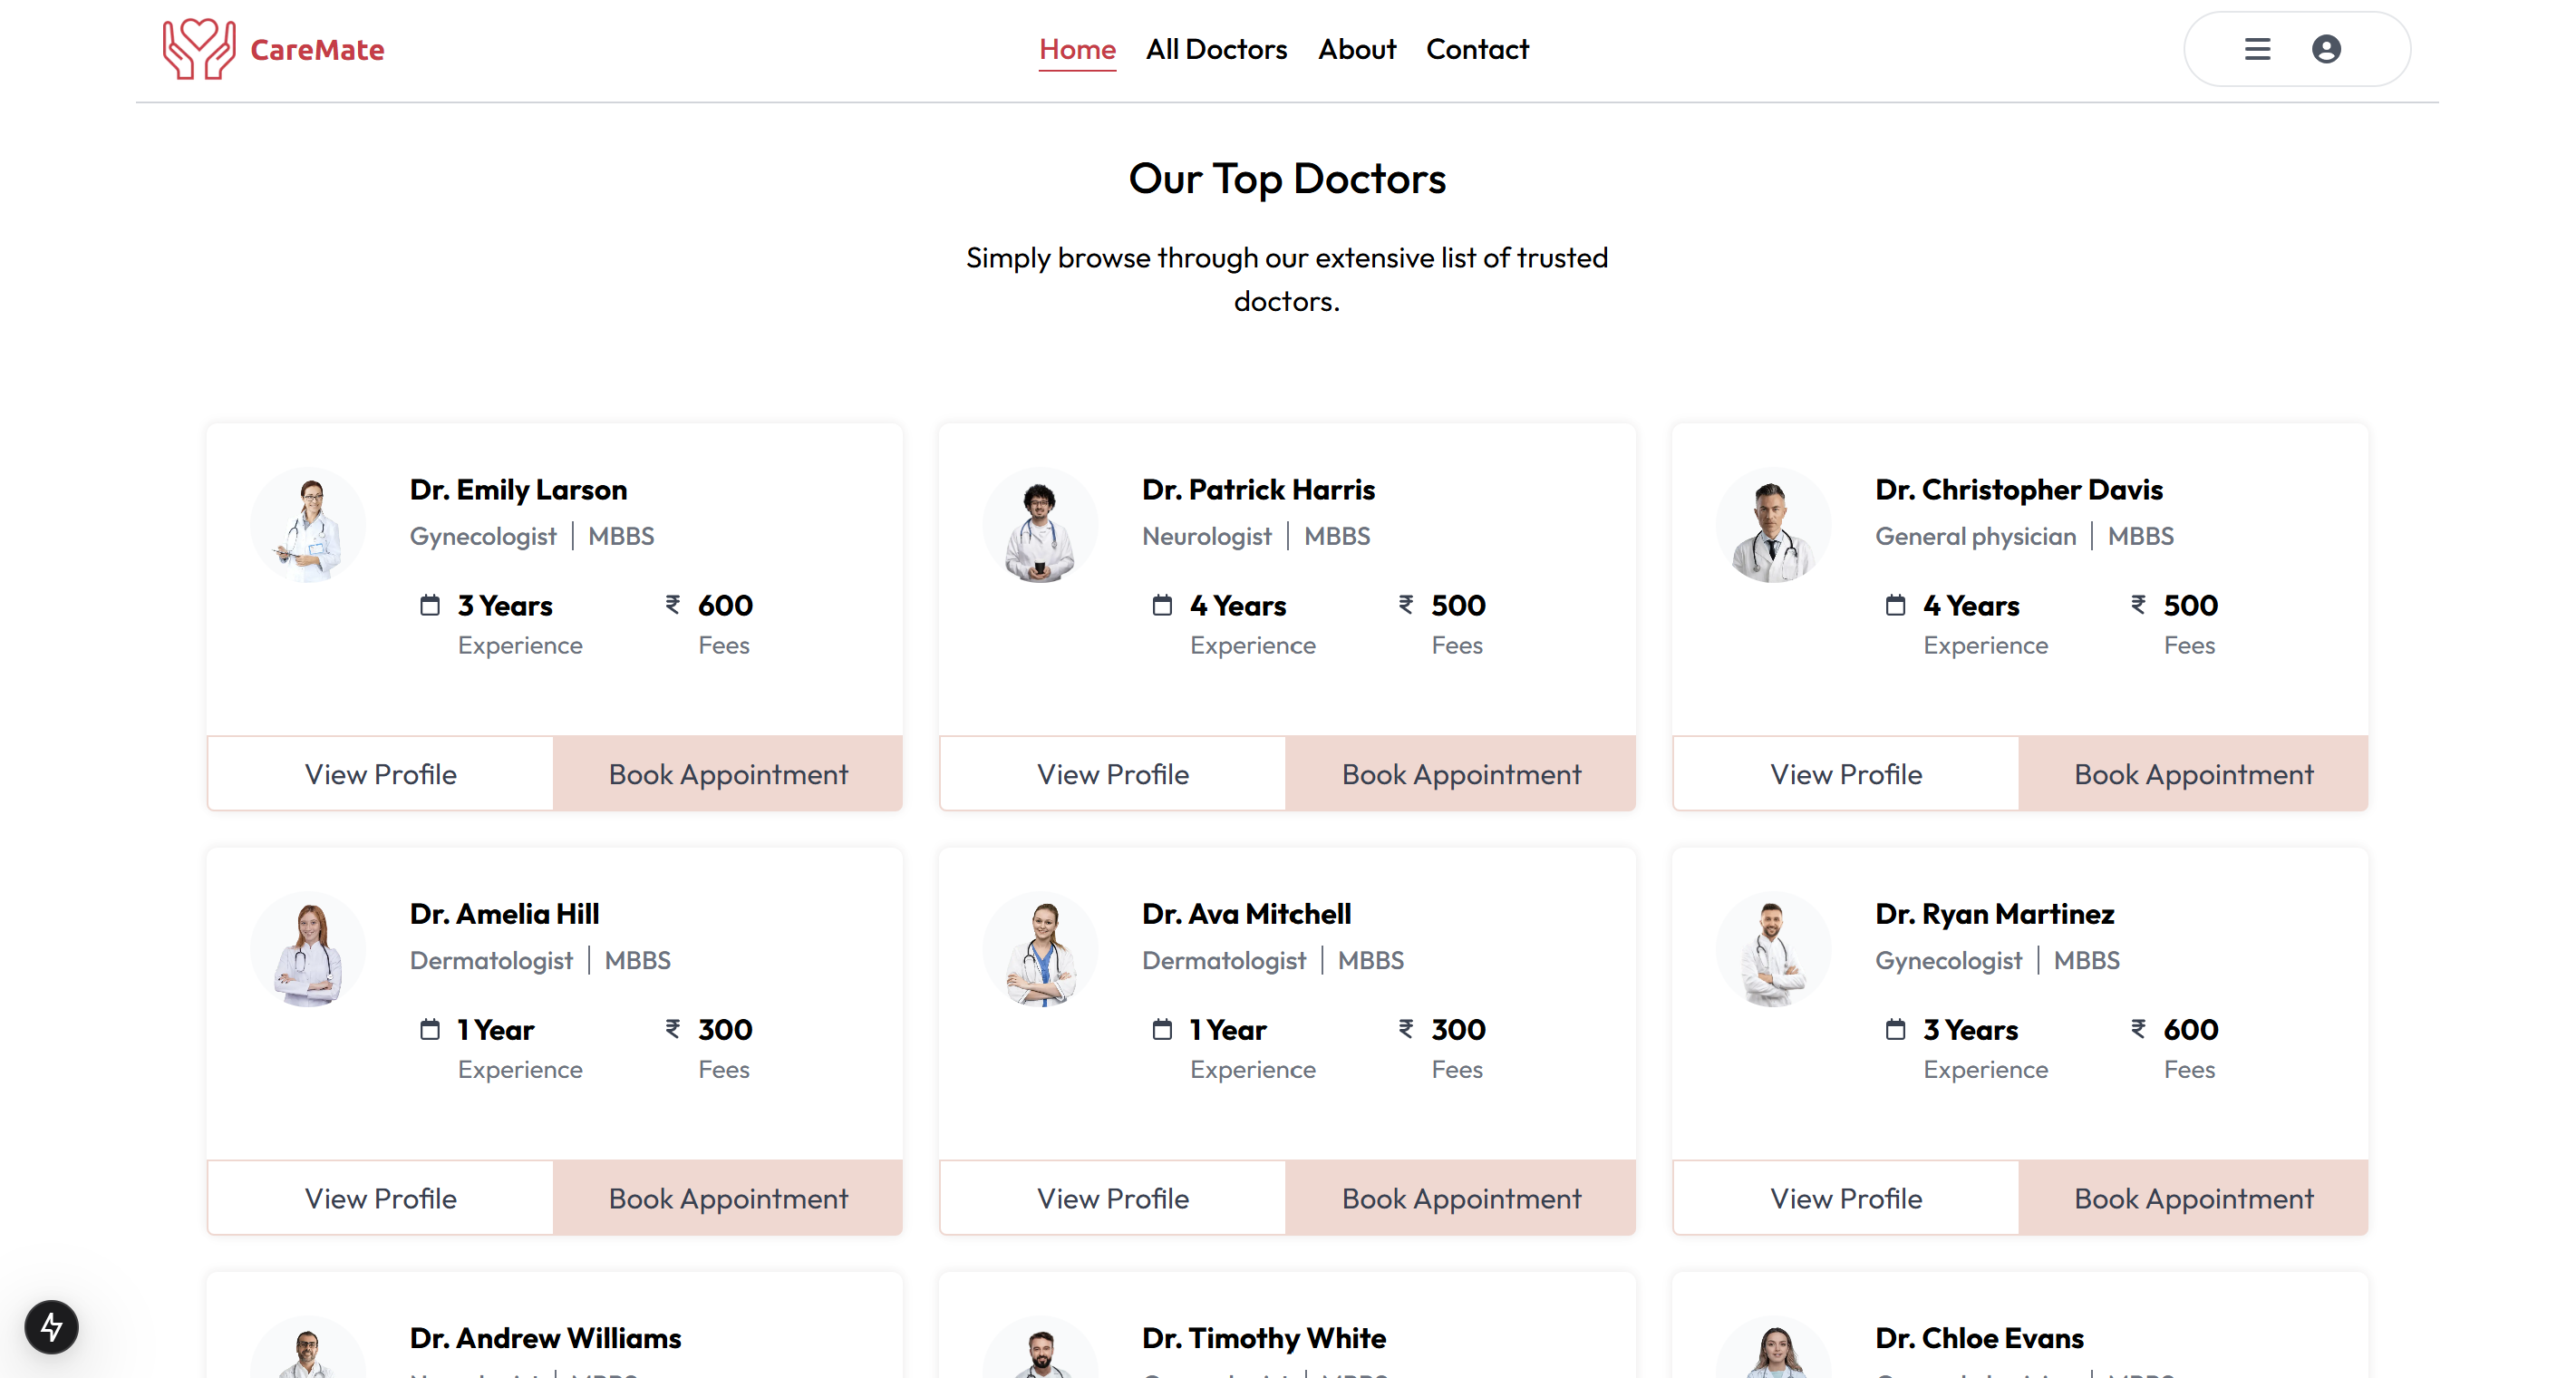 CareMate
Home All Doctors About Contact
Our Top Doctors
Simply browse through our extensive list of trusted
doctors.
Dr. Emily Larson
Gynecologist | MBBS
3 Years ₹ 600
Experience Fees
View Profile Book Appointment
Dr. Patrick Harris
Neurologist | MBBS
4 Years ₹ 500
Experience Fees
View Profile Book Appointment
Dr. Christopher Davis
General physician | MBBS
4 Years ₹ 500
Experience Fees
View Profile Book Appointment
Dr. Amelia Hill
Dermatologist | MBBS
1 Year ₹ 300
Experience Fees
View Profile Book Appointment
Dr. Ava Mitchell
Dermatologist | MBBS
1 Year ₹ 300
Experience Fees
View Profile Book Appointment
Dr. Ryan Martinez
Gynecologist | MBBS
3 Years ₹ 600
Experience Fees
View Profile Book Appointment
Dr. Andrew Williams
Dr. Timothy White
Dr. Chloe Evans